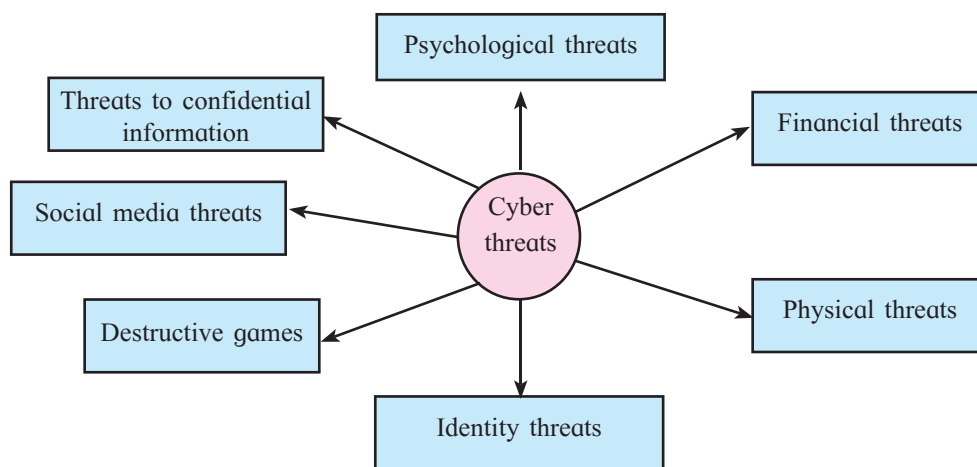 Psychological threats
Threats to confidential
information
Financial threats
Social media threats
Cyber
threats
Destructive games
Physical threats
Identity threats